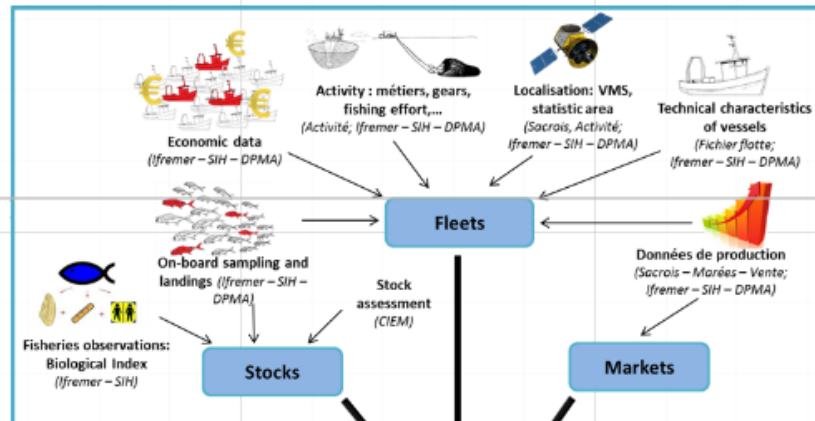 Economic data
(Ifremer – SIH – DPMA)
Activity : métiers, gears,
fishing effort,...
(Activité; Ifremer – SIH – DPMA)
Localisation: VMS,
statistic area
(Sacrois, Activité;
Ifremer – SIH – DPMA)
Technical characteristics
of vessels
(Fichier flotte;
Ifremer – SIH – DPMA)
Fleets
On-board sampling and
landings (Ifremer – SIH –
DPMA)
Stock
assessment
(CIEM)
Données de production
(Sacrois – Marées – Vente;
Ifremer – SIH – DPMA)
Fisheries observations:
Biological Index
(Ifremer – SIH)
Stocks
Markets